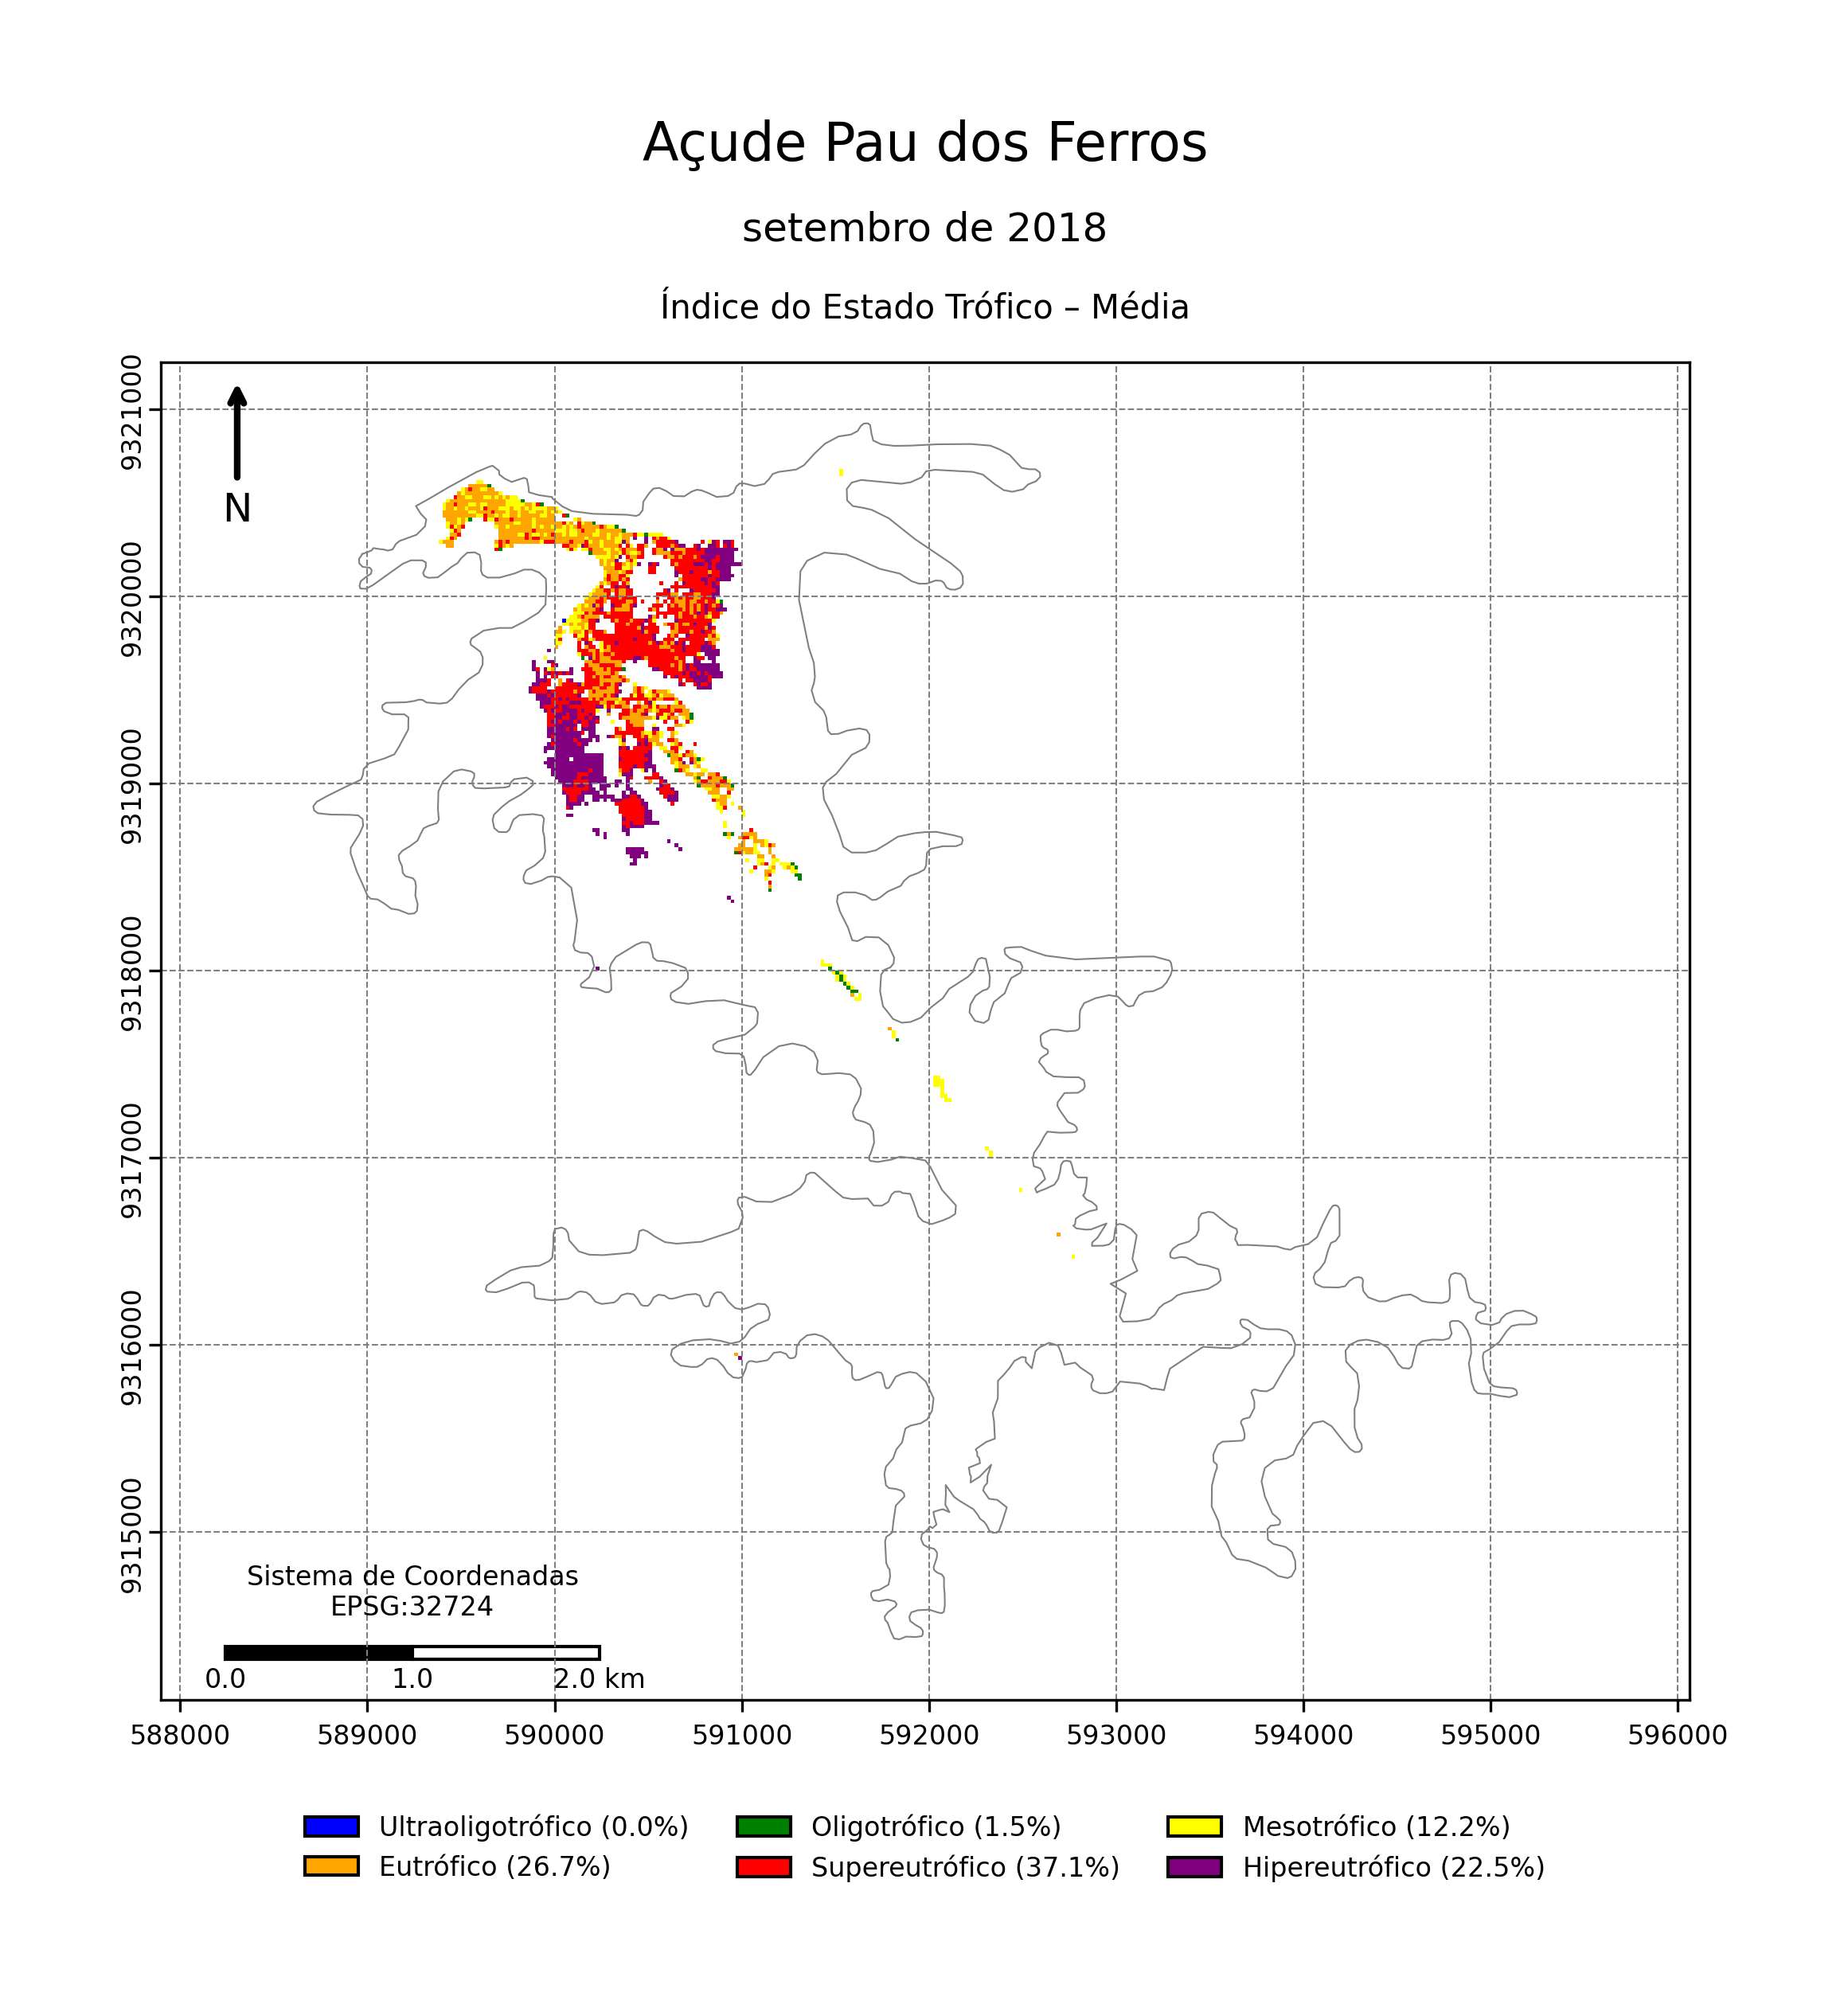 Açude Pau dos Ferros
setembro de 2018
Índice do Estado Trófico – Média
9321000
9320000
9319000
9318000
9317000
9316000
9315000
N
Sistema de Coordenadas
EPSG:32724
0.0 1.0 2.0 km
588000 589000 590000 591000 592000 593000 594000 595000 596000
Ultraoligotrófico (0.0%) Oligotrófico (1.5%) Mesotrófico (12.2%)
Eutrófico (26.7%) Supereutrófico (37.1%) Hipereutrófico (22.5%)